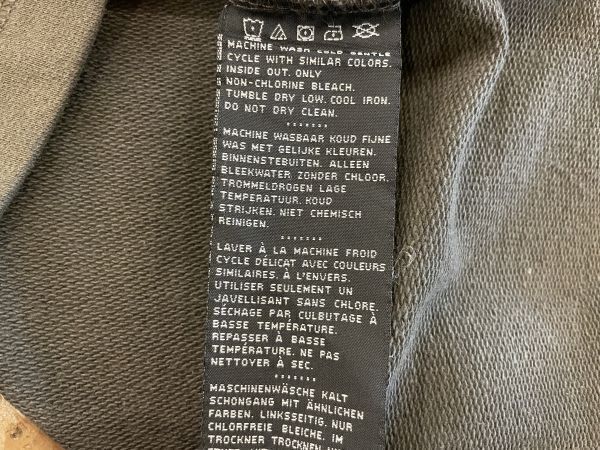 MACHINE WASH COLD GENTLE
CYCLE WITH SIMILAR COLORS.
INSIDE OUT. ONLY
NON-CHLORINE BLEACH.
TUMBLE DRY LOW. COOL IRON.
DO NOT DRY CLEAN.
MACHINE WASBAAR KOUD FIJNE
WAS MET GELIJKE KLEUREN.
BINNENSTEBUITEN. ALLEEN
BLEEKWATER ZONDER CHLOOR.
TROMMELDROGEN LAGE
TEMPERATUUR. KOUD
STRIJKEN. NIET CHEMISCH
REINIGEN.
LAVER À LA MACHINE FROID
CYCLE DÉLICAT AVEC COULEURS
SIMILAIRES. À L'ENVERS.
UTILISER SEULEMENT UN
JAVELLISANT SANS CHLORE.
SÉCHAGE PAR CULBUTAGE À
BASSE TEMPÉRATURE.
REPASSER À BASSE
TEMPÉRATURE. NE PAS
NETTOYER À SEC.
MASCHINENWÄSCHE KALT
SCHONGANG MIT ÄHNLICHEN
FARBEN. LINKSSEITIG. NUR
CHLORFREIE BLEICHE. IM
TROCKNER TROCKNEN UN